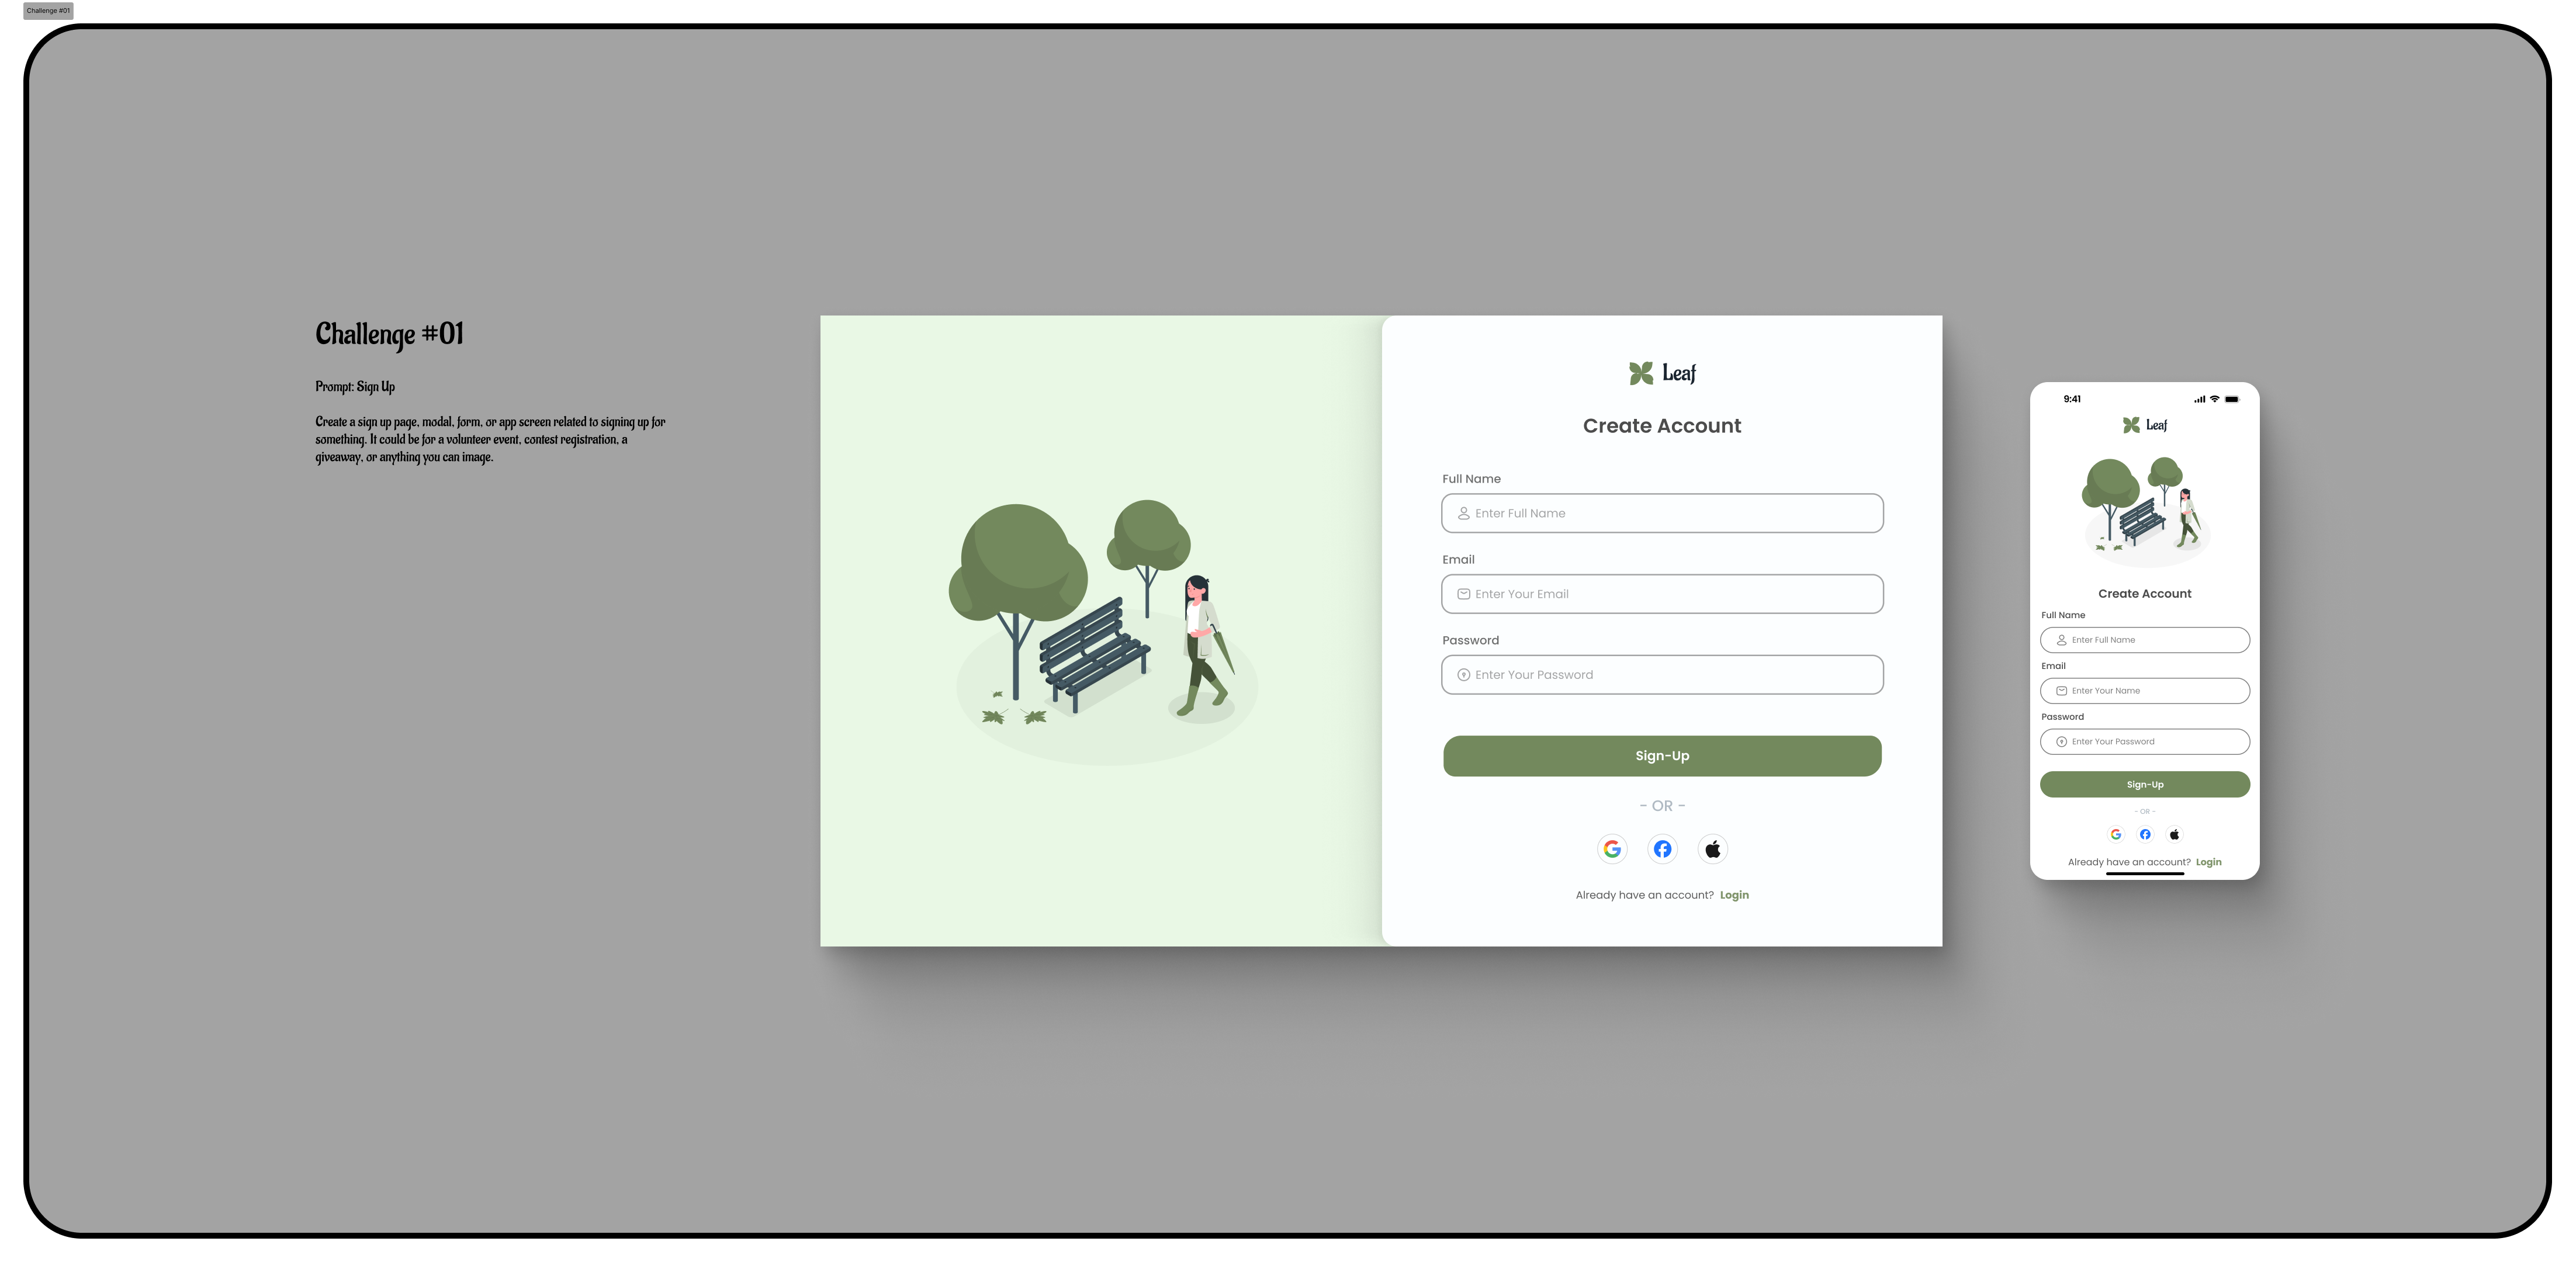 Challenge #01
Challenge #01
Prompt: Sign Up
Create a sign up page, modal, form, or app screen related to signing up for
something. It could be for a volunteer event, contest registration, a
giveaway, or anything you can image.
Leaf
Create Account
Full Name
Enter Full Name
Email
Enter Your Email
Password
Enter Your Password
Sign-Up
- OR -
Already have an account? Login
9:41
Leaf
Create Account
Full Name
Enter Full Name
Email
Enter Your Name
Password
Enter Your Password
Sign-Up
- OR -
Already have an account? Login